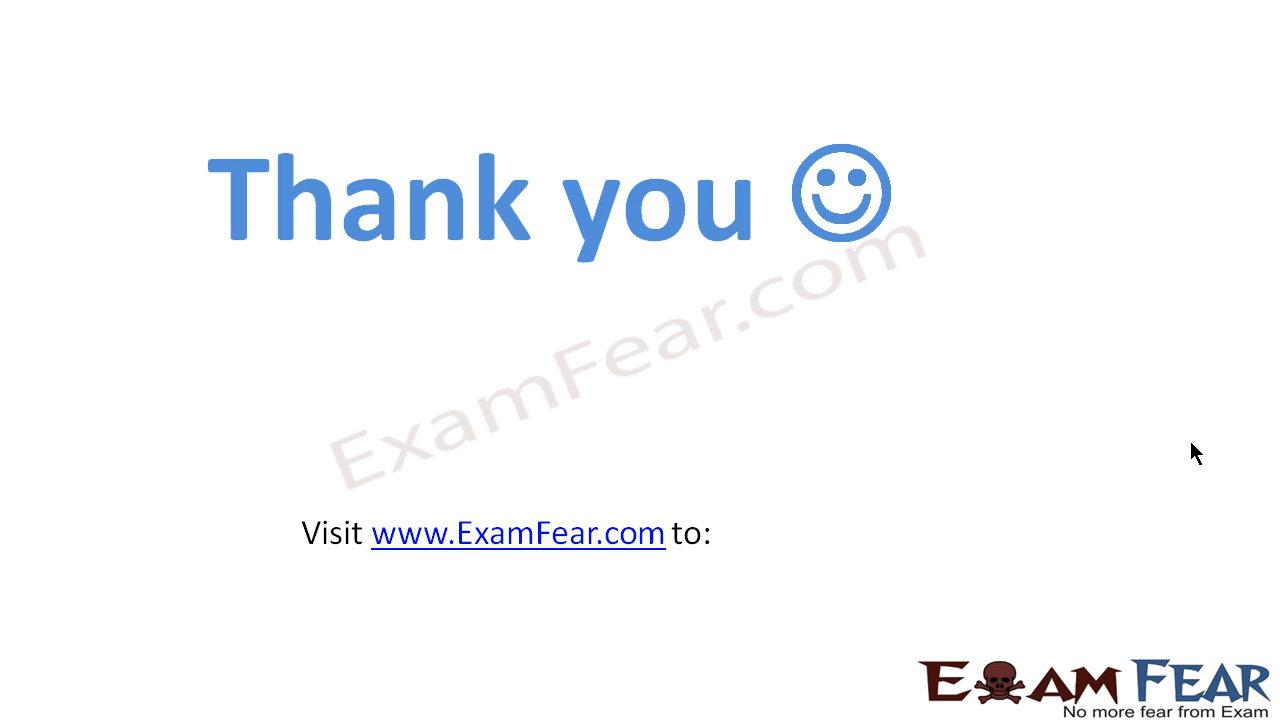 Thank you ☺
ExamFear.com
Visit www.ExamFear.com to:
EXAM FEAR
No more fear from Exam